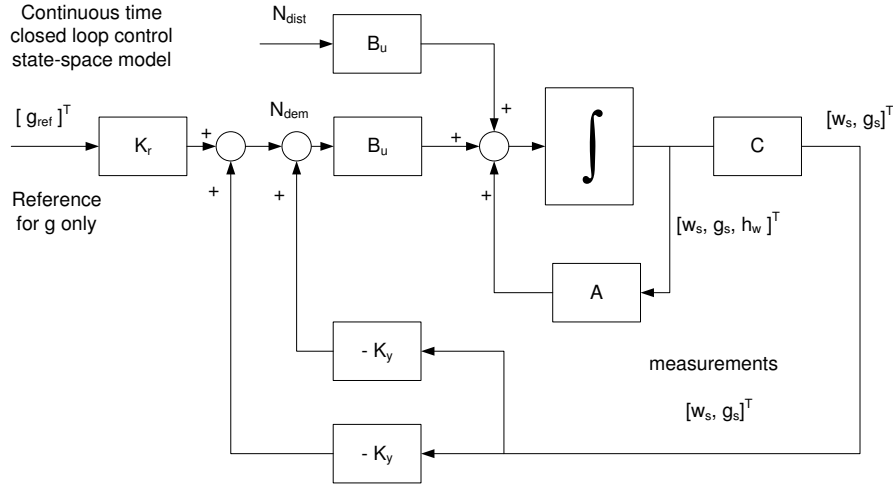 Continuous time
closed loop control
state-space model
N_dist
B_u
[ g_ref ]^T
K_r
+
N_dem
+
B_u
+
+
∫
C
[w_s, g_s]^T
+
+
+
Reference
for g only
[w_s, g_s, h_w ]^T
A
- K_y
measurements
[w_s, g_s]^T
- K_y